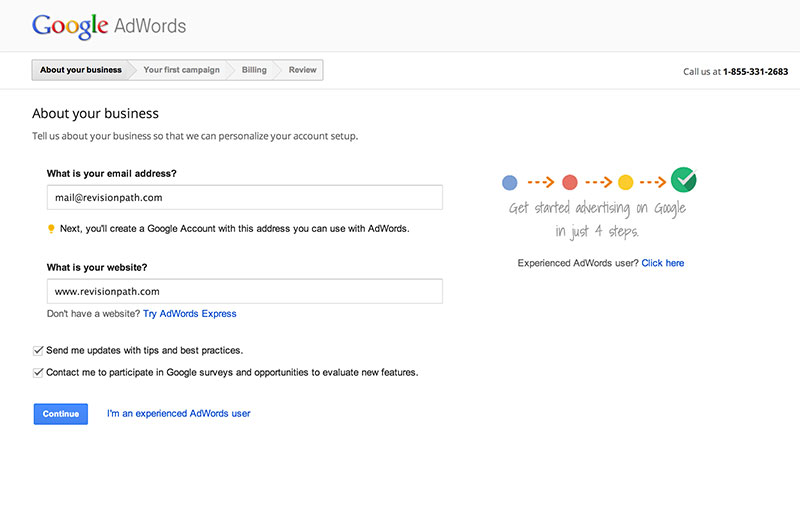 Google AdWords
About your business
Your first campaign
Billing
Review
Call us at 1-855-331-2683
About your business
Tell us about your business so that we can personalize your account setup.
What is your email address?
mail@revisionpath.com
Next, you'll create a Google Account with this address you can use with AdWords.
What is your website?
www.revisionpath.com
Don't have a website? Try AdWords Express
Send me updates with tips and best practices.
Contact me to participate in Google surveys and opportunities to evaluate new features.
Continue
I'm an experienced AdWords user
Get started advertising on Google
in just 4 steps.
Experienced AdWords user? Click here